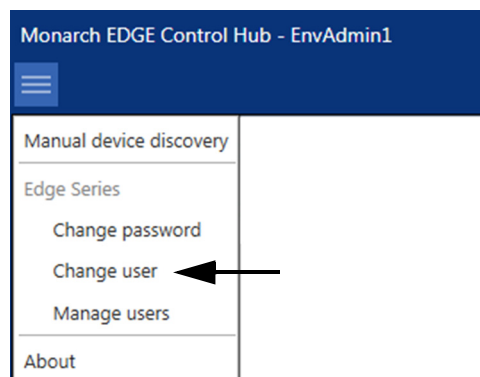 Monarch EDGE Control Hub - EnvAdmin1
Manual device discovery
Edge Series
Change password
Change user
Manage users
About